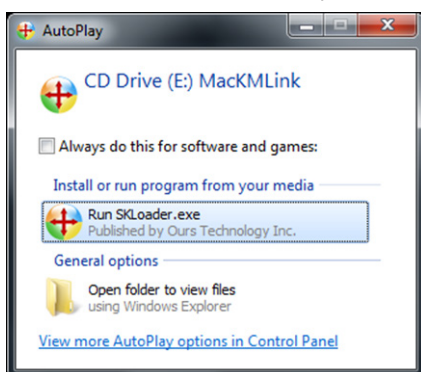 AutoPlay
CD Drive (E:) MacKMLink
Always do this for software and games:
Install or run program from your media
Run SKLoader.exe
Published by Ours Technology Inc.
General options
Open folder to view files
using Windows Explorer
View more AutoPlay options in Control Panel